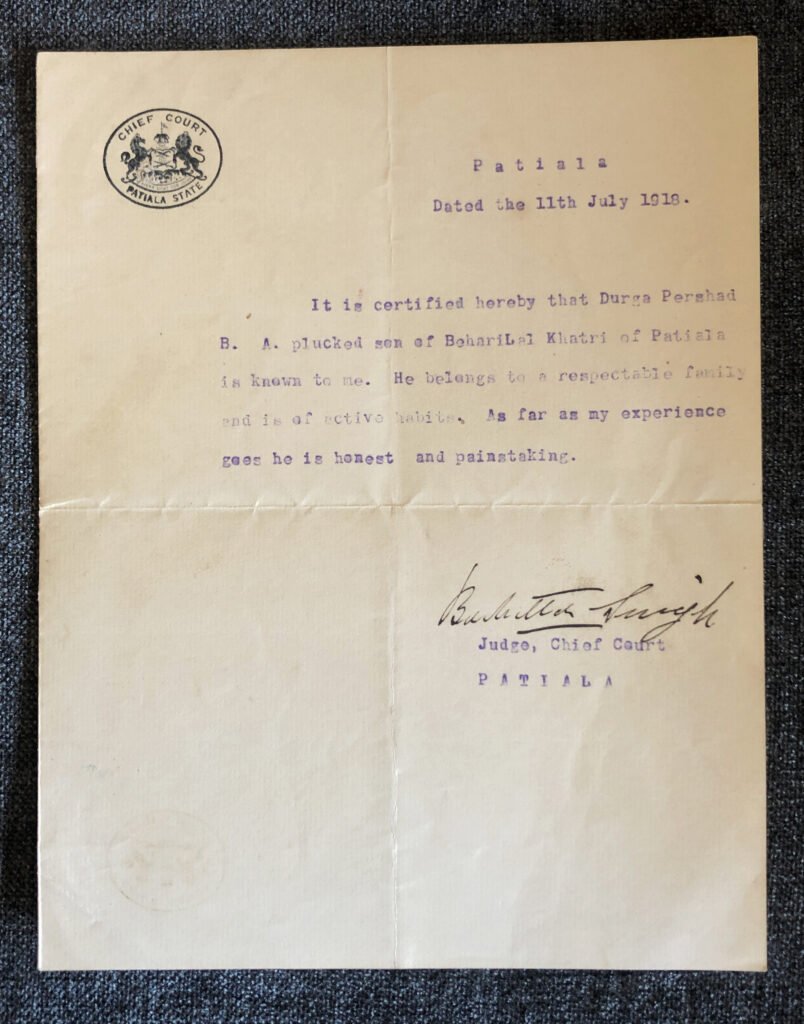 CHIEF COURT
PATIALA STATE
Patiala
Dated the 11th July 1918.
It is certified hereby that Durga Pershad
B. A. plucked son of BehariLal Khatri of Patiala
is known to me. He belongs to a respectable family
and is of active habits. As far as my experience
goes he is honest and painstaking.
Singh
Judge, Chief Court
PATIALA